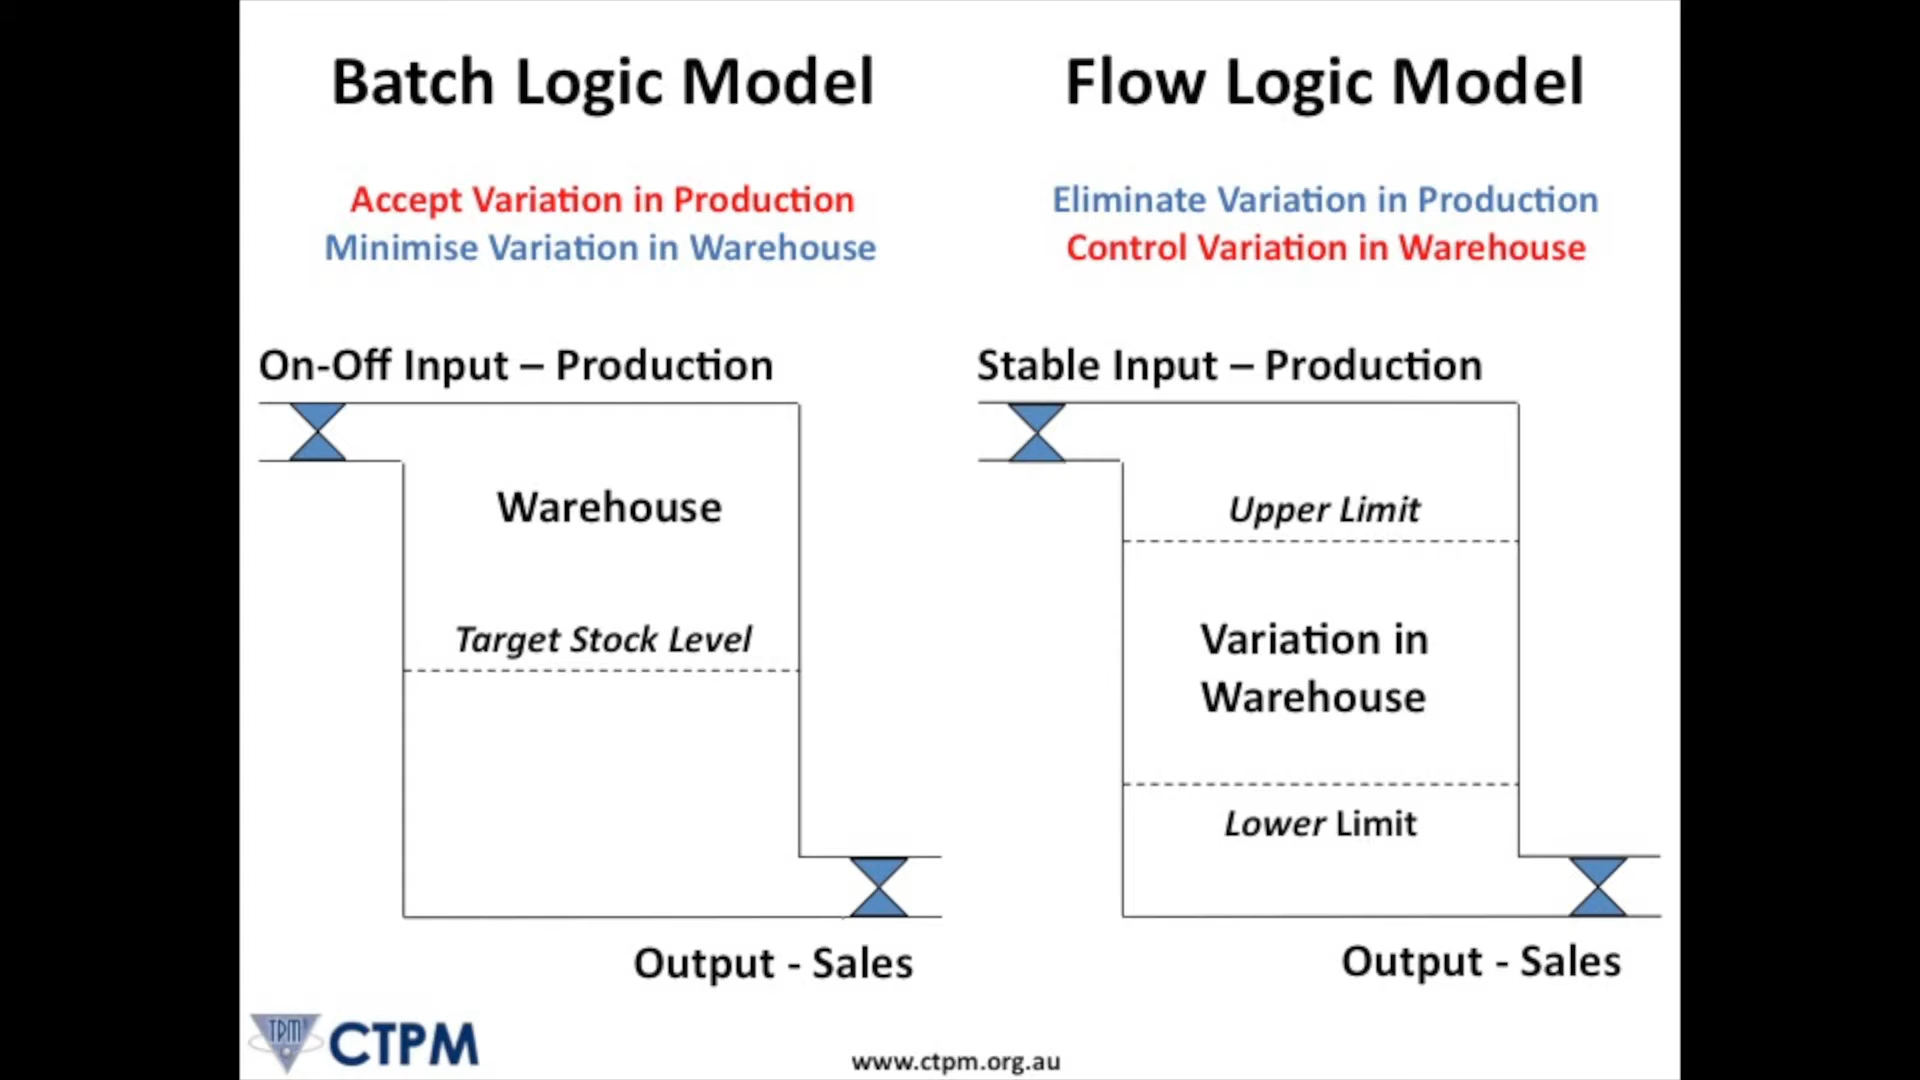 Batch Logic Model
Accept Variation in Production
Minimise Variation in Warehouse
On-Off Input – Production
Warehouse
Target Stock Level
Output - Sales
Flow Logic Model
Eliminate Variation in Production
Control Variation in Warehouse
Stable Input – Production
Upper Limit
Variation in
Warehouse
Lower Limit
Output - Sales
TPM
CTPM
www.ctpm.org.au